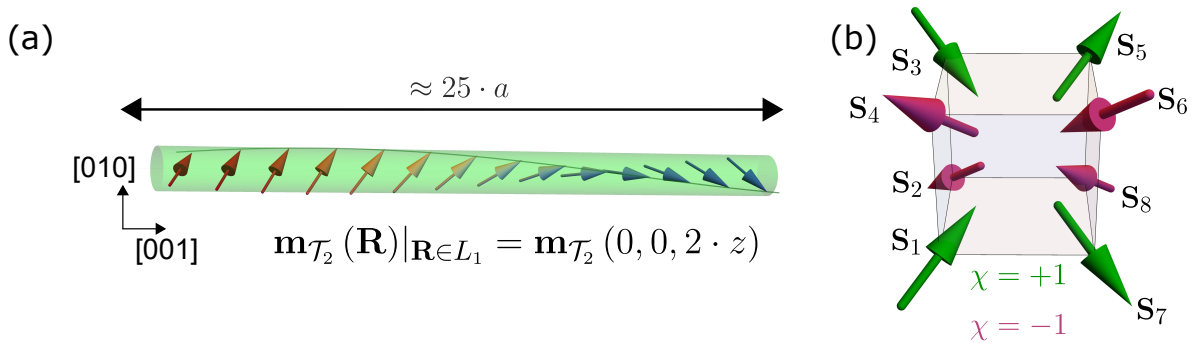 (a)
≈ 25 · a
[010]
[001]
m_{𝒯_2} (R)|_{R∈L_1} = m_{𝒯_2} (0, 0, 2 · z)
(b)
S_3
S_5
S_4
S_6
S_2
S_8
S_1
S_7
χ = +1
χ = −1